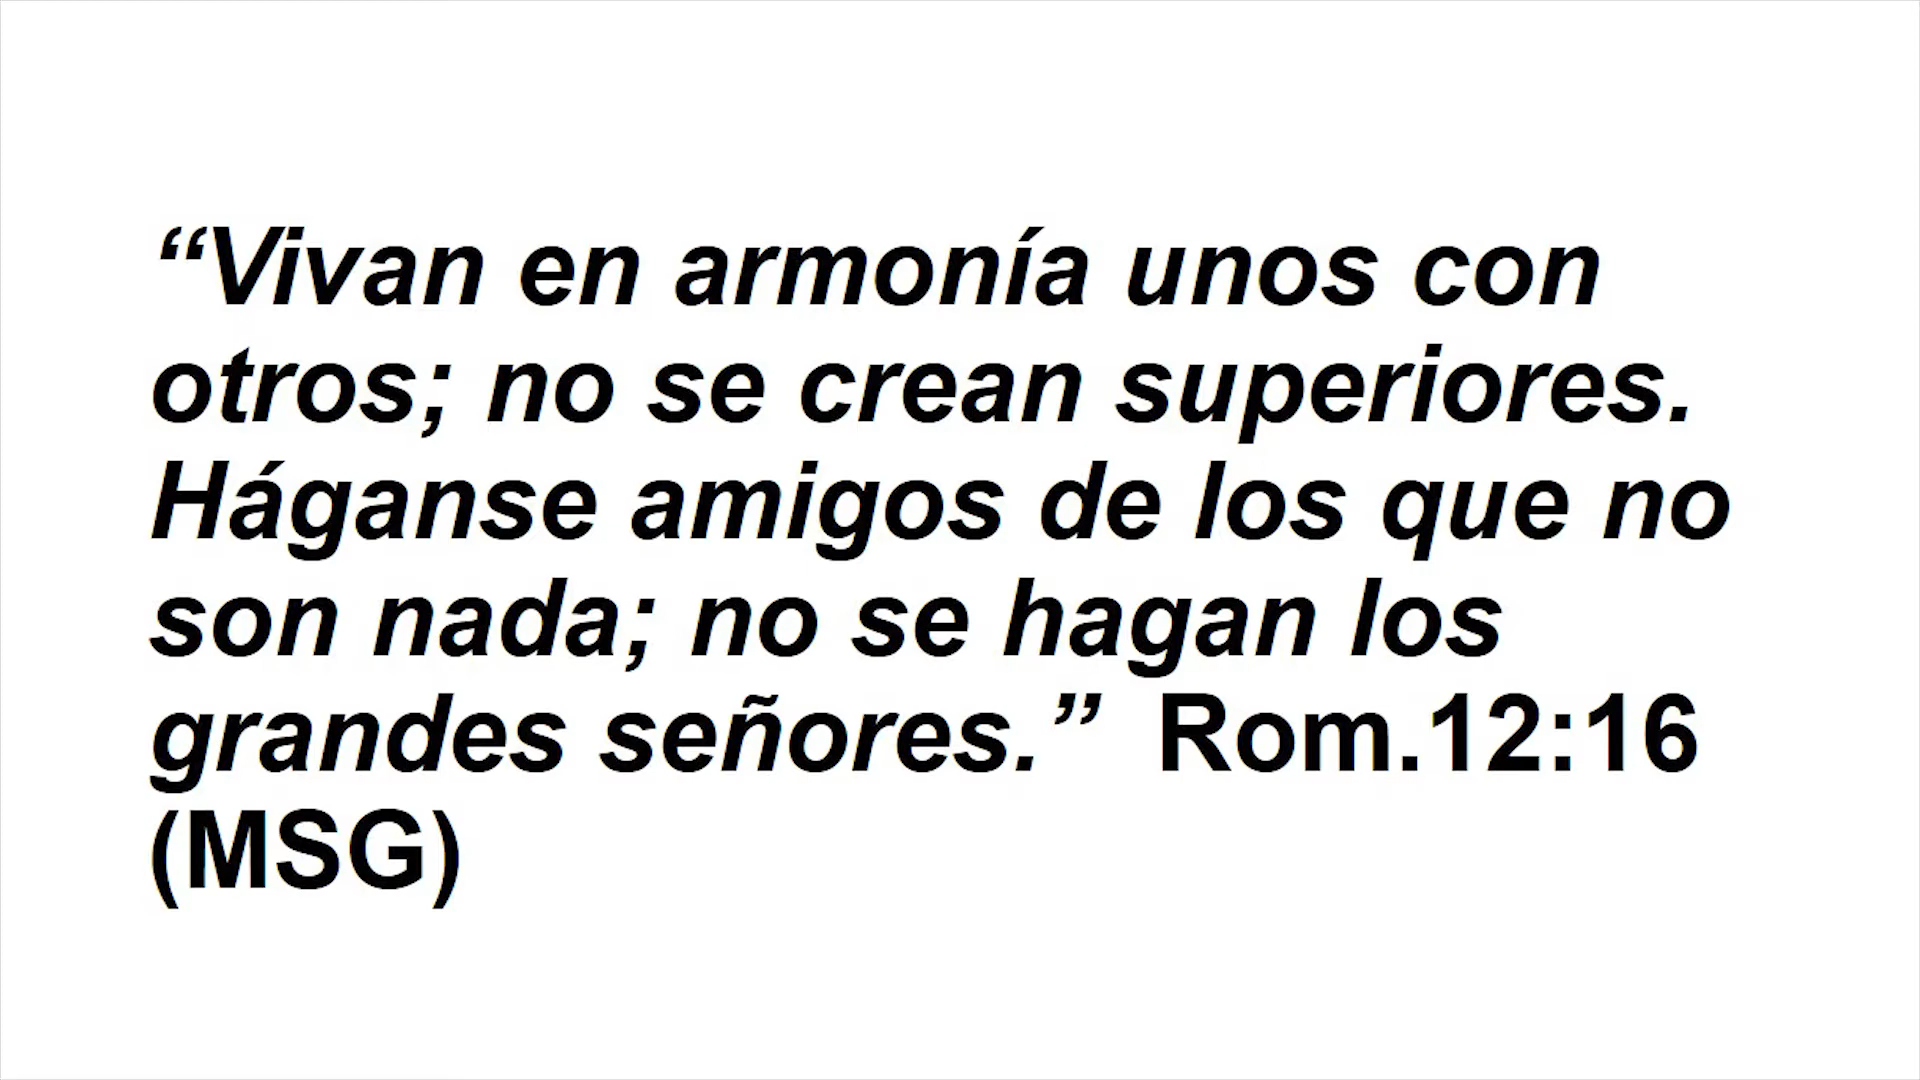 “Vivan en armonía unos con
otros; no se crean superiores.
Háganse amigos de los que no
son nada; no se hagan los
grandes señores.”  Rom.12:16
(MSG)